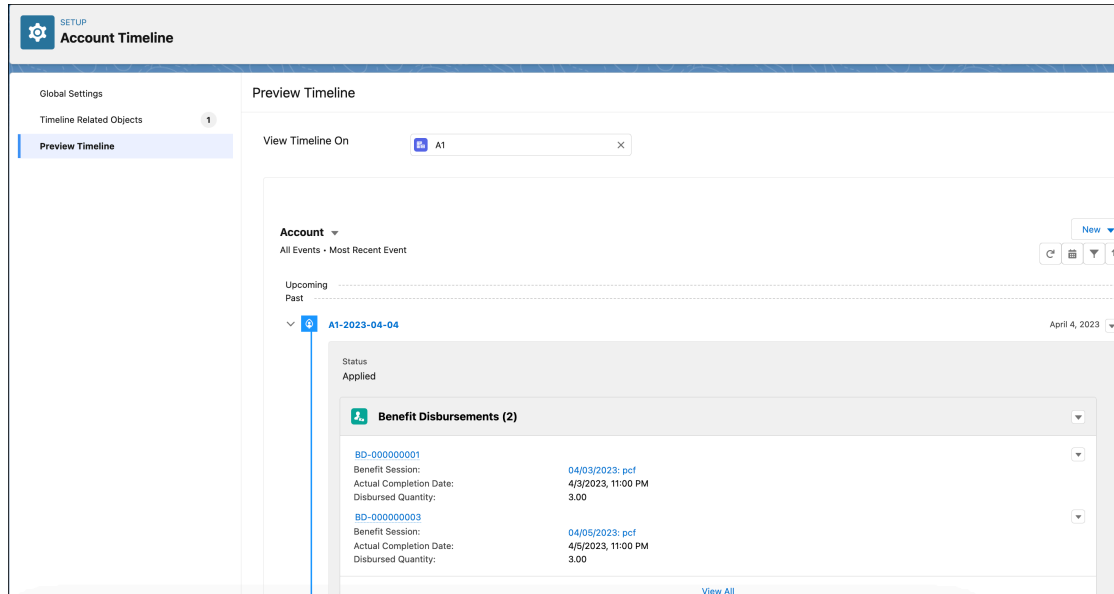 SETUP
Account Timeline
Global Settings
Timeline Related Objects 1
Preview Timeline
Preview Timeline
View Timeline On A1
Account
New
All Events • Most Recent Event
Upcoming
Past
A1-2023-04-04 April 4, 2023
Status
Applied
Benefit Disbursements (2)
BD-000000001
Benefit Session: 04/03/2023: pcf
Actual Completion Date: 4/3/2023, 11:00 PM
Disbursed Quantity: 3.00
BD-000000003
Benefit Session: 04/05/2023: pcf
Actual Completion Date: 4/5/2023, 11:00 PM
Disbursed Quantity: 3.00
View All